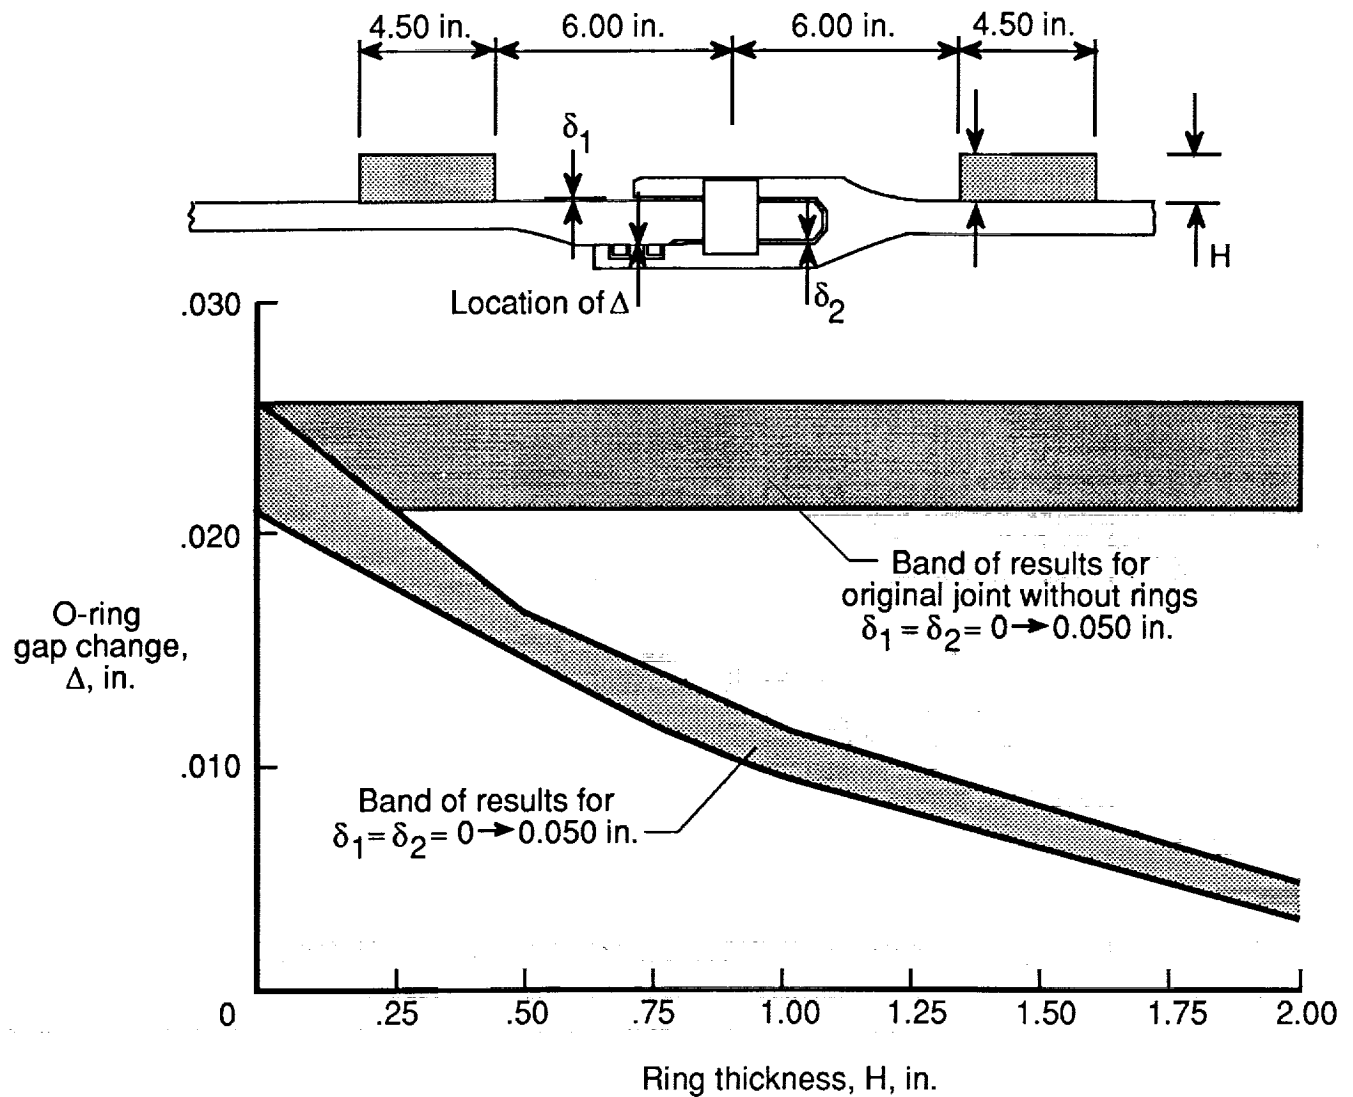 4.50 in.
6.00 in.
6.00 in.
4.50 in.
δ1
H
Location of Δ
δ2
.030
.020
.010
0
O-ring
gap change,
Δ, in.
Band of results for
original joint without rings
δ1 = δ2 = 0→0.050 in.
Band of results for
δ1 = δ2 = 0→0.050 in.
.25
.50
.75
1.00
1.25
1.50
1.75
2.00
Ring thickness, H, in.